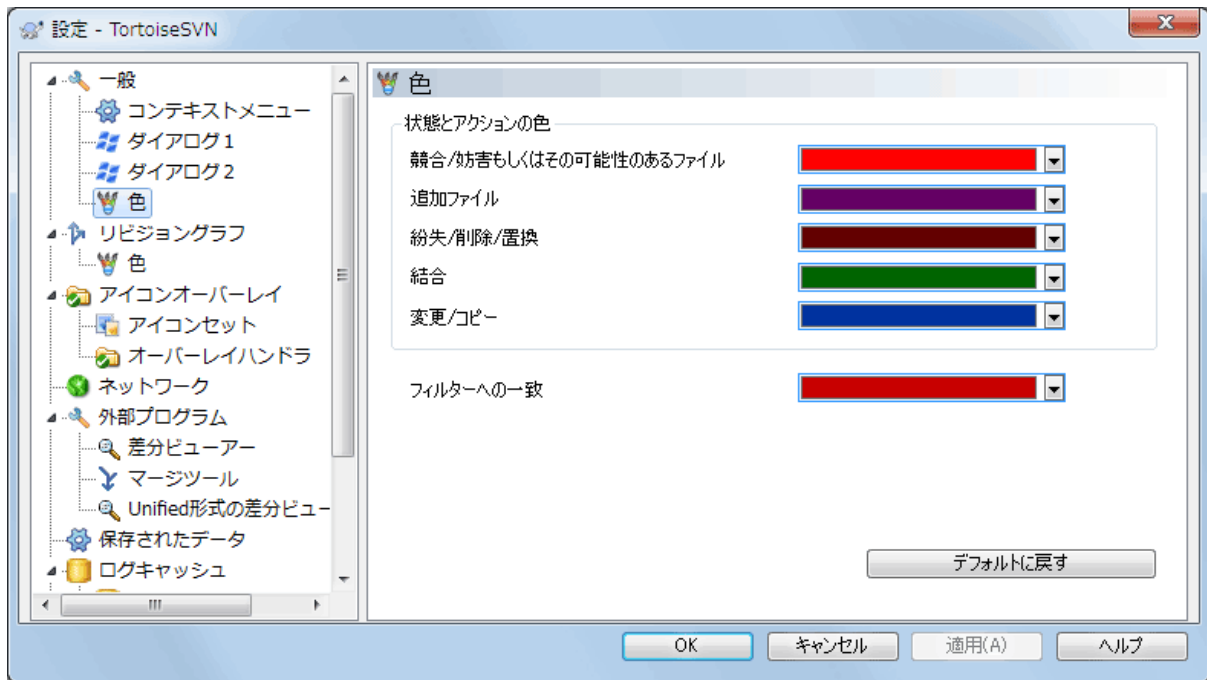 設定 - TortoiseSVN
一般
コンテキストメニュー
ダイアログ1
ダイアログ2
色
リビジョングラフ
色
アイコンオーバーレイ
アイコンセット
オーバーレイハンドラ
ネットワーク
外部プログラム
差分ビューアー
マージツール
Unified形式の差分ビュー
保存されたデータ
ログキャッシュ
色
状態とアクションの色
競合/妨害もしくはその可能性のあるファイル
追加ファイル
紛失/削除/置換
結合
変更/コピー
フィルターへの一致
デフォルトに戻す
OK
キャンセル
適用(A)
ヘルプ